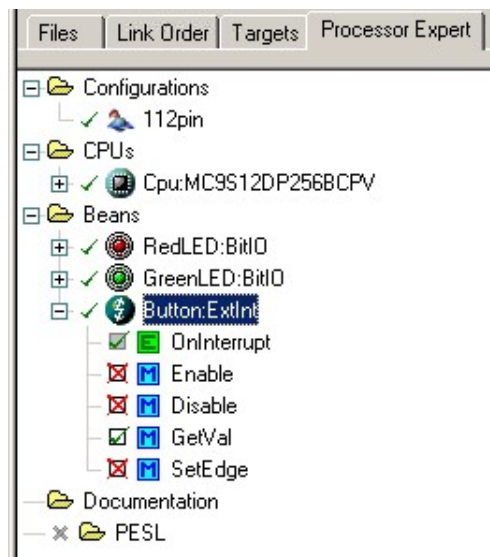 Files Link Order Targets Processor Expert
Configurations
112pin
CPUs
Cpu:MC9S12DP256BCPV
Beans
RedLED:BitIO
GreenLED:BitIO
Button:ExtInt
E OnInterrupt
M Enable
M Disable
M GetVal
M SetEdge
Documentation
PESL